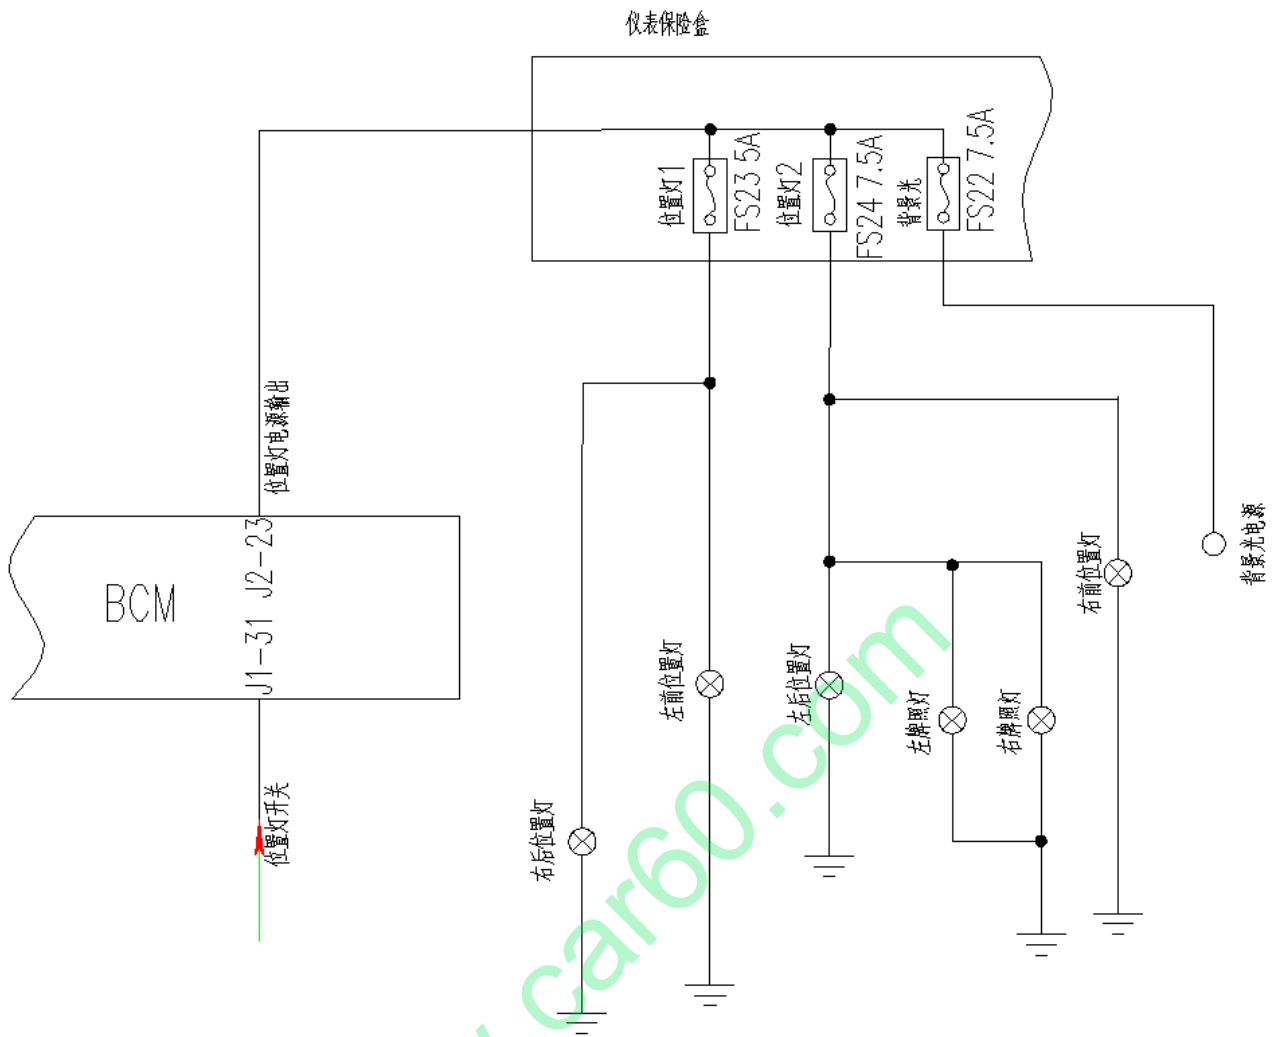 仪表保险盒
位置灯1
FS23 5A
位置灯2
FS24 7.5A
背景光
FS22 7.5A
位置灯电源输出
BCM
J1-31 J2-23
位置灯开关
右后位置灯
左前位置灯
左后位置灯
左牌照灯
右牌照灯
右前位置灯
背景光电源
car60.com